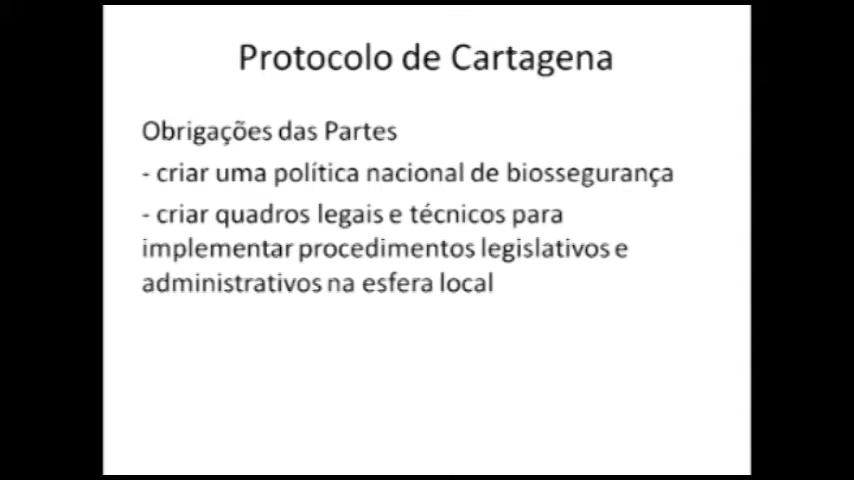 Protocolo de Cartagena
Obrigações das Partes
- criar uma política nacional de biossegurança
- criar quadros legais e técnicos para
implementar procedimentos legislativos e
administrativos na esfera local